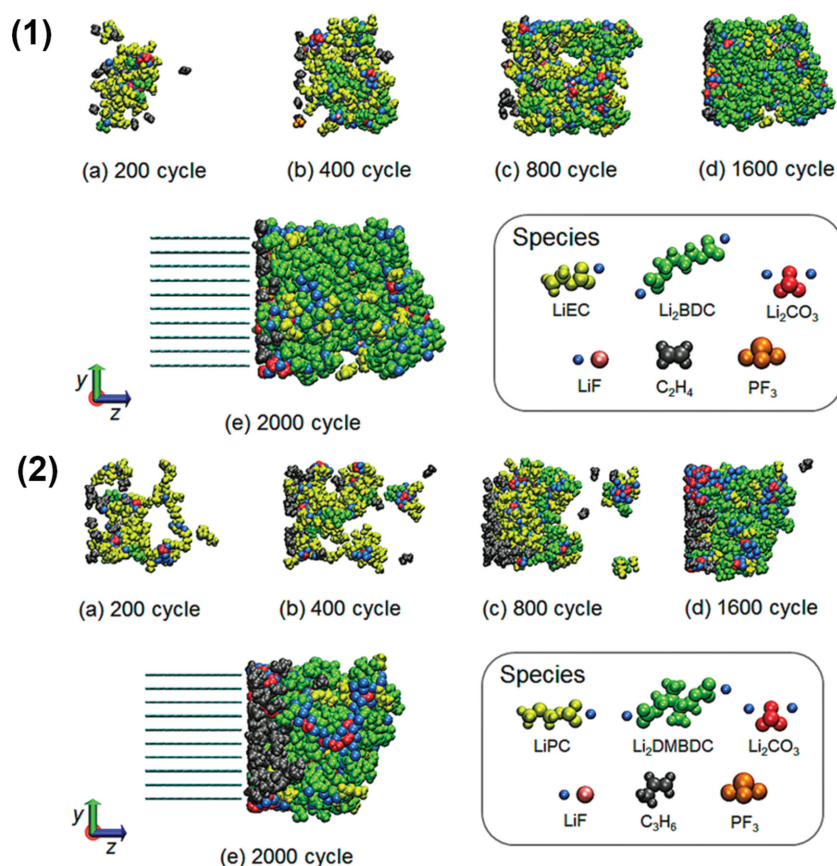 (1)
(a) 200 cycle
(b) 400 cycle
(c) 800 cycle
(d) 1600 cycle
Species
LiEC
Li₂BDC
Li₂CO₃
LiF
C₂H₄
PF₃
y
z
(e) 2000 cycle
(2)
(a) 200 cycle
(b) 400 cycle
(c) 800 cycle
(d) 1600 cycle
Species
LiPC
Li₂DMBDC
Li₂CO₃
LiF
C₃H₆
PF₃
y
z
(e) 2000 cycle